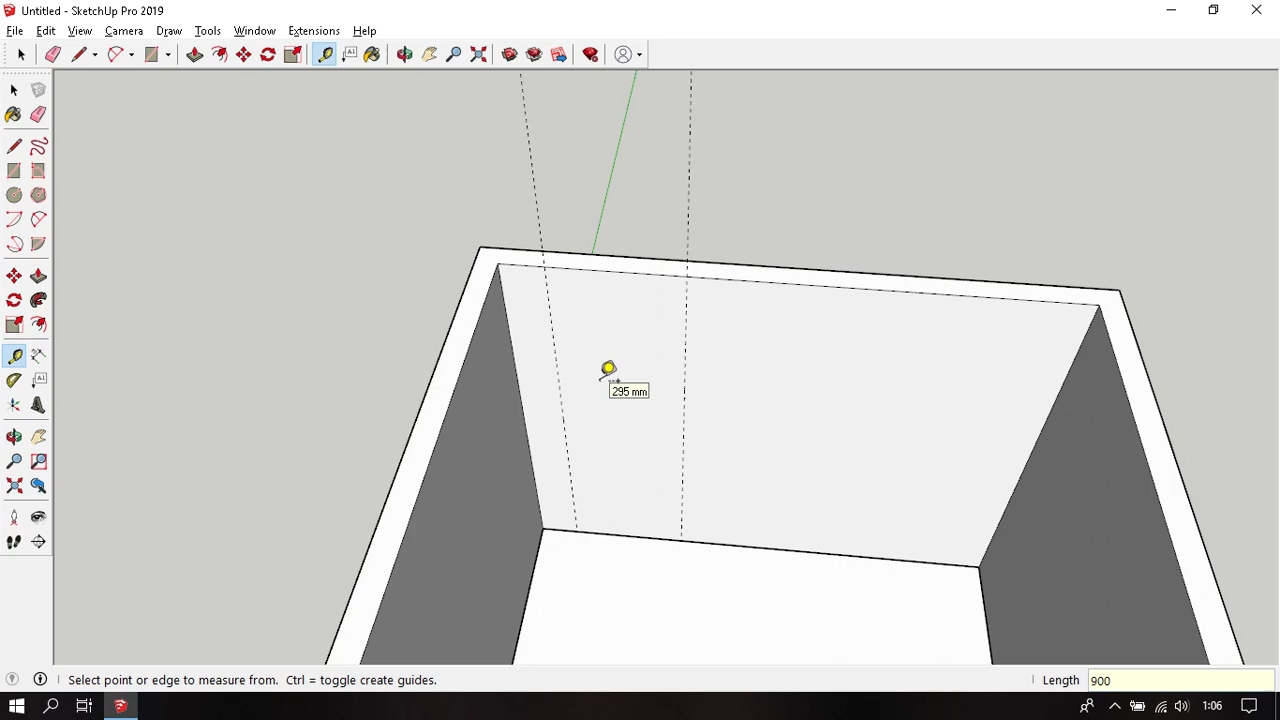 Untitled - SketchUp Pro 2019
File Edit View Camera Draw Tools Window Extensions Help
295 mm
Select point or edge to measure from. Ctrl = toggle create guides.
Length 900
1:06